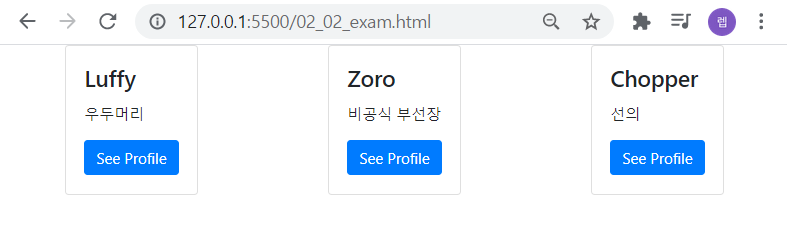 127.0.0.1:5500/02_02_exam.html
렙
Luffy
우두머리
See Profile
Zoro
비공식 부선장
See Profile
Chopper
선의
See Profile